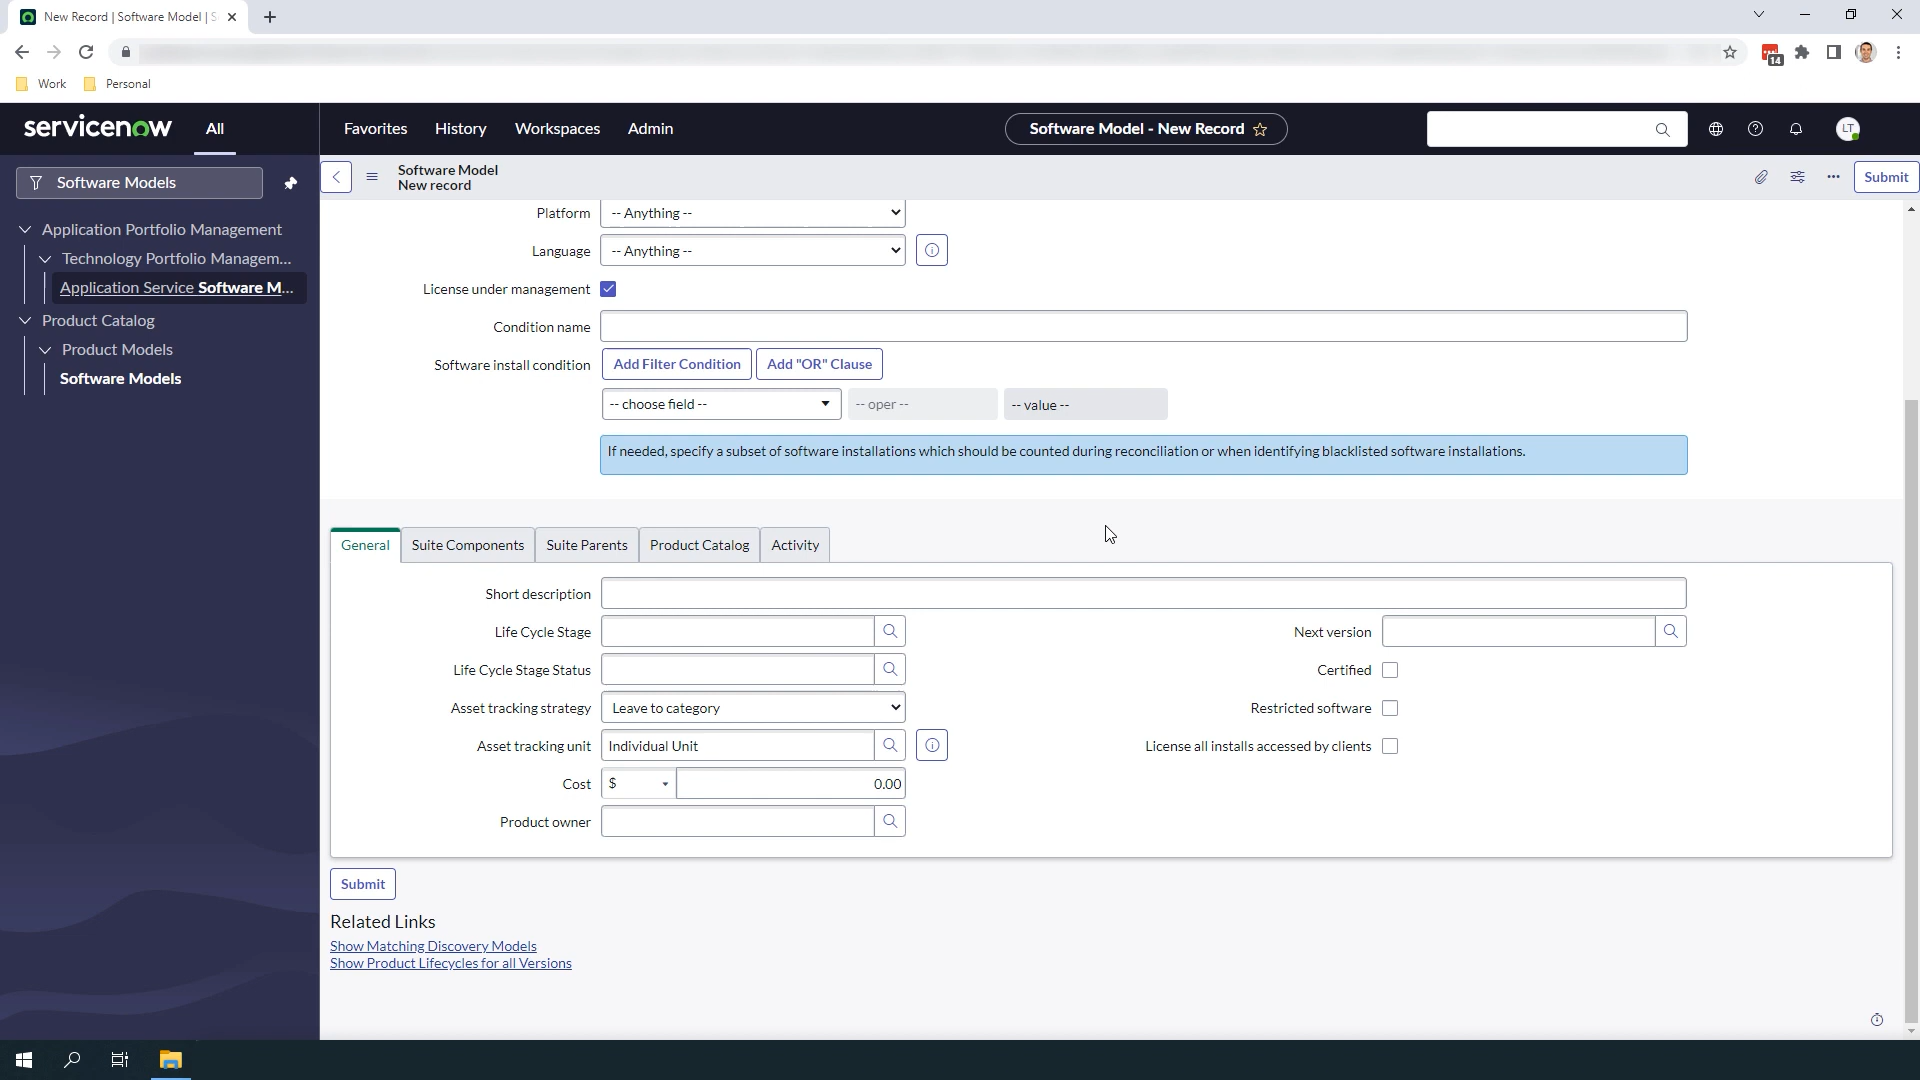 New Record | Software Model | S
Work
Personal
14
servicenow
All
Favorites
History
Workspaces
Admin
Software Model - New Record
LT
Software Models
Software Model
New record
Submit
Application Portfolio Management
Technology Portfolio Managem...
Application Service Software M...
Product Catalog
Product Models
Software Models
Platform
-- Anything --
Language
-- Anything --
License under management
Condition name
Software install condition
Add Filter Condition
Add "OR" Clause
-- choose field --
-- oper --
-- value --
If needed, specify a subset of software installations which should be counted during reconciliation or when identifying blacklisted software installations.
General
Suite Components
Suite Parents
Product Catalog
Activity
Short description
Life Cycle Stage
Next version
Life Cycle Stage Status
Certified
Asset tracking strategy
Leave to category
Restricted software
Asset tracking unit
Individual Unit
License all installs accessed by clients
Cost
$
0.00
Product owner
Submit
Related Links
Show Matching Discovery Models
Show Product Lifecycles for all Versions